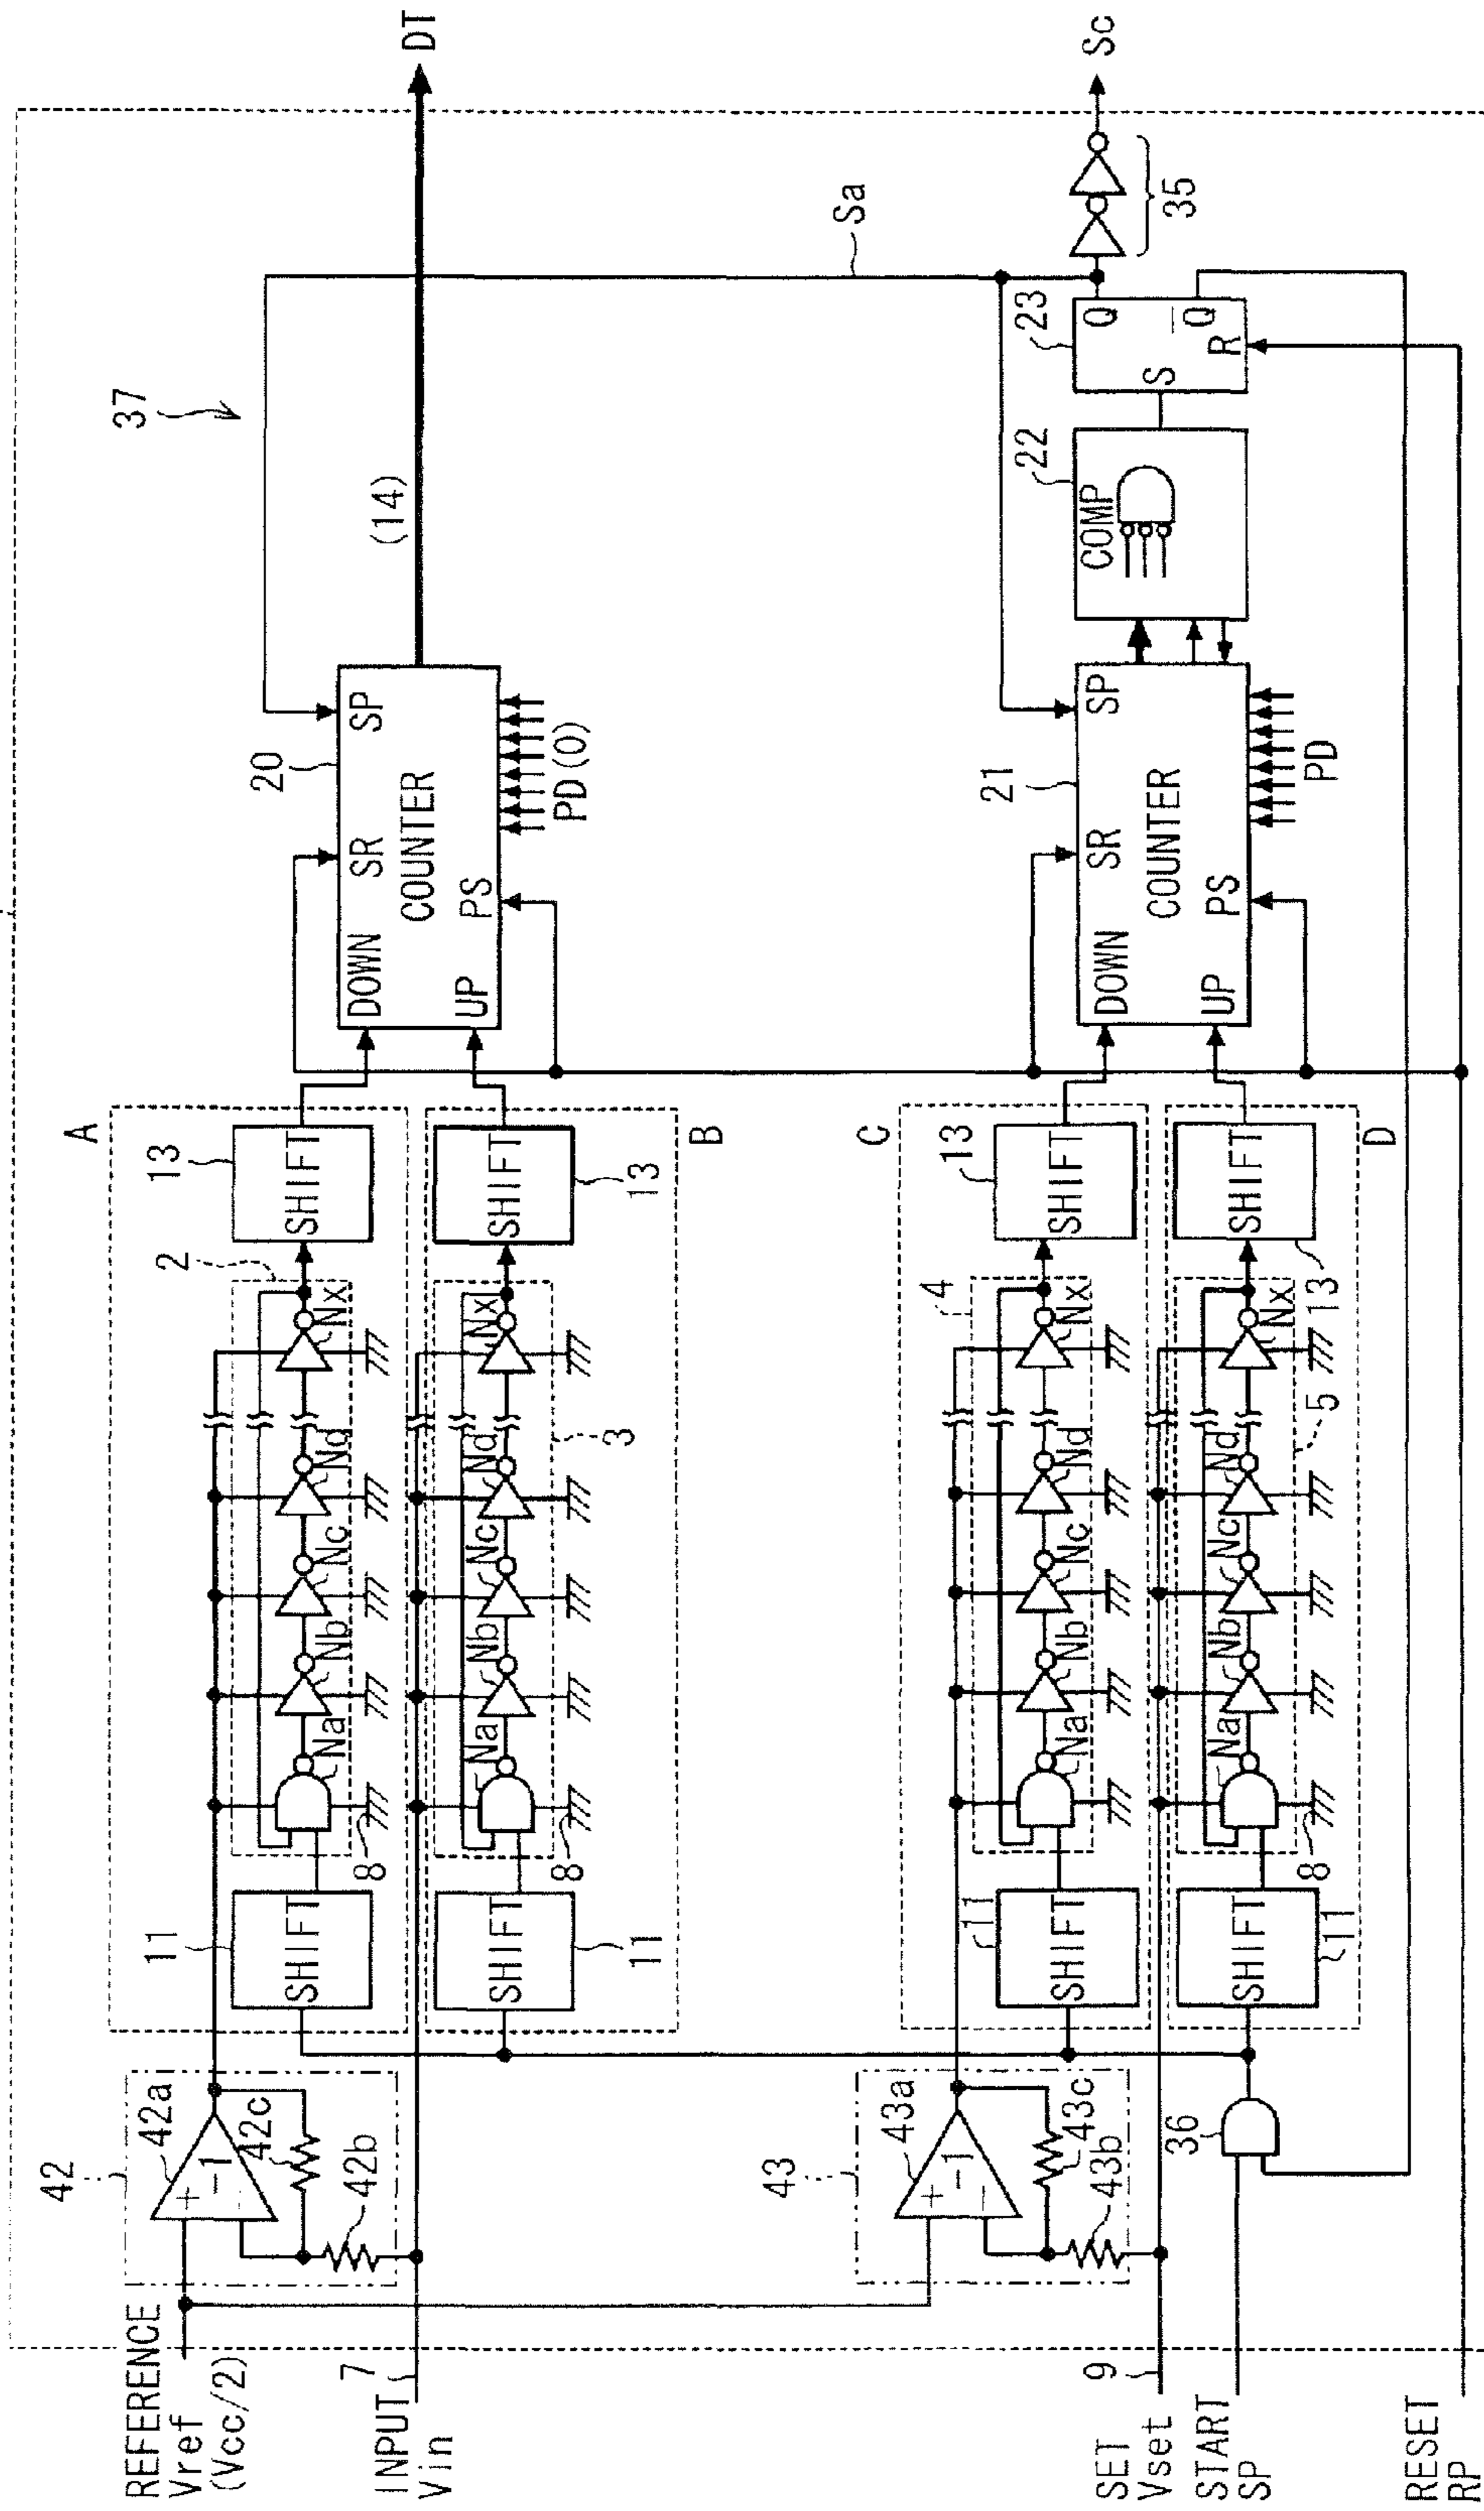 REFERENCE
Vref
(Vcc/2)
INPUT
Vin
7
SET
Vset
9
START
SP
RESET
RP
42
42a
+
-1
−
42c
42b
43
43a
+
-1
−
43c
43b
36
A
11
SHIFT
8
Na
Nb
Nc
Nd
Nx
2
13
SHIFT
B
11
SHIFT
8
Na
Nb
Nc
Nd
Nx
3
13
SHIFT
C
11
SHIFT
Na
Nb
Nc
Nd
Nx
4
13
SHIFT
D
11
SHIFT
8
Na
Nb
Nc
Nd
Nx
5
13
SHIFT
20
DOWN
SR
SP
COUNTER
UP
PS
PD(0)
21
DOWN
SR
SP
COUNTER
UP
PS
PD
37
(14)
DT
22
COMP
23
S
Q
Q̅
R
Sa
35
Sc